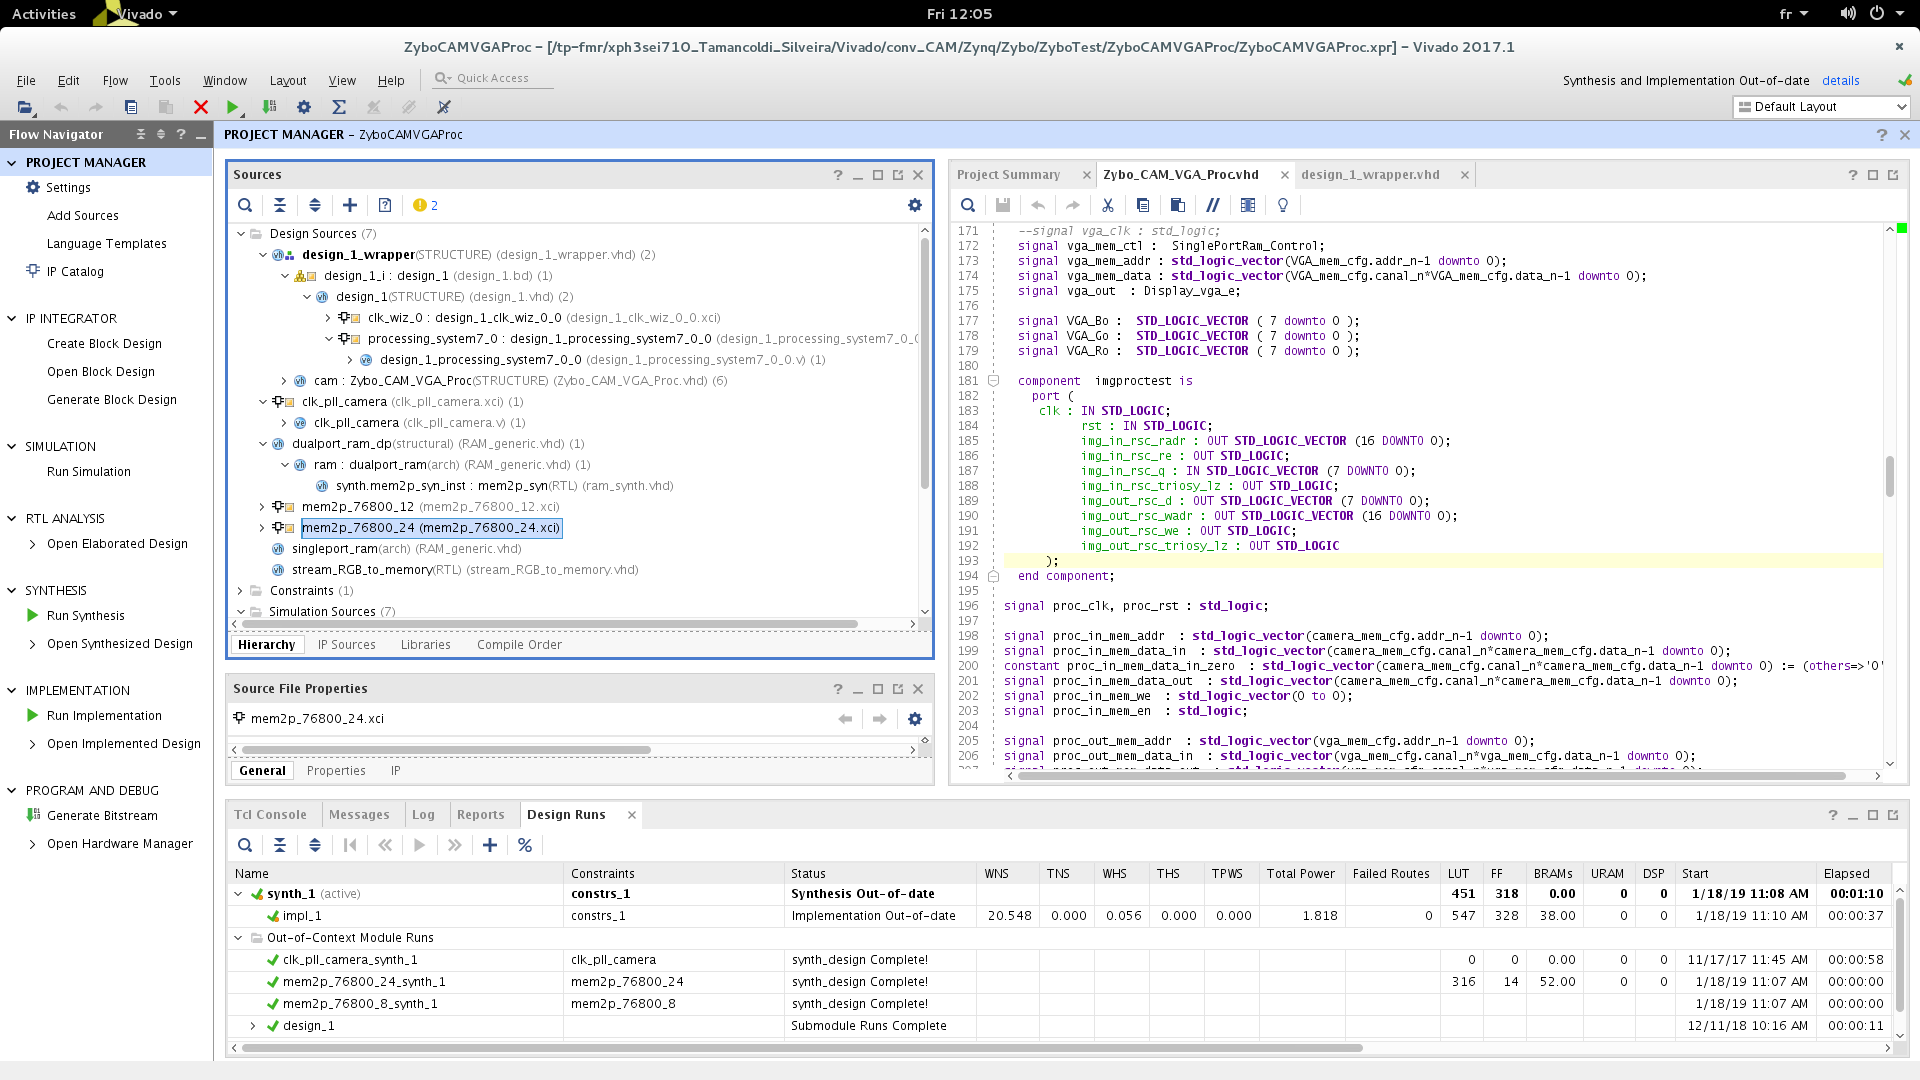 Activities Vivado Fri 12:05 fr
ZyboCAMVGAProc - [/tp-fmr/xph3sei710_Tamancoldi_Silveira/Vivado/conv_CAM/Zynq/Zybo/ZyboTest/ZyboCAMVGAProc/ZyboCAMVGAProc.xpr] - Vivado 2017.1
File Edit Flow Tools Window Layout View Help Quick Access Synthesis and Implementation Out-of-date details
Default Layout
Flow Navigator
PROJECT MANAGER - ZyboCAMVGAProc
PROJECT MANAGER
Settings
Add Sources
Language Templates
IP Catalog
IP INTEGRATOR
Create Block Design
Open Block Design
Generate Block Design
SIMULATION
Run Simulation
RTL ANALYSIS
Open Elaborated Design
SYNTHESIS
Run Synthesis
Open Synthesized Design
IMPLEMENTATION
Run Implementation
Open Implemented Design
PROGRAM AND DEBUG
Generate Bitstream
Open Hardware Manager
Sources
2
Design Sources (7)
design_1_wrapper(STRUCTURE) (design_1_wrapper.vhd) (2)
design_1_i : design_1 (design_1.bd) (1)
design_1(STRUCTURE) (design_1.vhd) (2)
clk_wiz_0 : design_1_clk_wiz_0_0 (design_1_clk_wiz_0_0.xci)
processing_system7_0 : design_1_processing_system7_0_0 (design_1_processing_system7_0_0
design_1_processing_system7_0_0 (design_1_processing_system7_0_0.v) (1)
cam : Zybo_CAM_VGA_Proc(STRUCTURE) (Zybo_CAM_VGA_Proc.vhd) (6)
clk_pll_camera (clk_pll_camera.xci) (1)
clk_pll_camera (clk_pll_camera.v) (1)
dualport_ram_dp(structural) (RAM_generic.vhd) (1)
ram : dualport_ram(arch) (RAM_generic.vhd) (1)
synth.mem2p_syn_inst : mem2p_syn(RTL) (ram_synth.vhd)
mem2p_76800_12 (mem2p_76800_12.xci)
mem2p_76800_24 (mem2p_76800_24.xci)
singleport_ram(arch) (RAM_generic.vhd)
stream_RGB_to_memory(RTL) (stream_RGB_to_memory.vhd)
Constraints (1)
Simulation Sources (7)
Hierarchy IP Sources Libraries Compile Order
Source File Properties
mem2p_76800_24.xci
General Properties IP
Project Summary Zybo_CAM_VGA_Proc.vhd design_1_wrapper.vhd
171 --signal vga_clk : std_logic;
172 signal vga_mem_ctl : SinglePortRam_Control;
173 signal vga_mem_addr : std_logic_vector(VGA_mem_cfg.addr_n-1 downto 0);
174 signal vga_mem_data : std_logic_vector(VGA_mem_cfg.canal_n*VGA_mem_cfg.data_n-1 downto 0);
175 signal vga_out : Display_vga_e;
176
177 signal VGA_Bo : STD_LOGIC_VECTOR ( 7 downto 0 );
178 signal VGA_Go : STD_LOGIC_VECTOR ( 7 downto 0 );
179 signal VGA_Ro : STD_LOGIC_VECTOR ( 7 downto 0 );
180
181 component imgproctest is
182 port (
183 clk : IN STD_LOGIC;
184 rst : IN STD_LOGIC;
185 img_in_rsc_radr : OUT STD_LOGIC_VECTOR (16 DOWNTO 0);
186 img_in_rsc_re : OUT STD_LOGIC;
187 img_in_rsc_q : IN STD_LOGIC_VECTOR (7 DOWNTO 0);
188 img_in_rsc_triosy_lz : OUT STD_LOGIC;
189 img_out_rsc_d : OUT STD_LOGIC_VECTOR (7 DOWNTO 0);
190 img_out_rsc_wadr : OUT STD_LOGIC_VECTOR (16 DOWNTO 0);
191 img_out_rsc_we : OUT STD_LOGIC;
192 img_out_rsc_triosy_lz : OUT STD_LOGIC
193 );
194 end component;
195
196 signal proc_clk, proc_rst : std_logic;
197
198 signal proc_in_mem_addr : std_logic_vector(camera_mem_cfg.addr_n-1 downto 0);
199 signal proc_in_mem_data_in : std_logic_vector(camera_mem_cfg.canal_n*camera_mem_cfg.data_n-1 downto 0);
200 constant proc_in_mem_data_in_zero : std_logic_vector(camera_mem_cfg.canal_n*camera_mem_cfg.data_n-1 downto 0) := (others=>'0'
201 signal proc_in_mem_data_out : std_logic_vector(camera_mem_cfg.canal_n*camera_mem_cfg.data_n-1 downto 0);
202 signal proc_in_mem_we : std_logic_vector(0 to 0);
203 signal proc_in_mem_en : std_logic;
204
205 signal proc_out_mem_addr : std_logic_vector(vga_mem_cfg.addr_n-1 downto 0);
206 signal proc_out_mem_data_in : std_logic_vector(vga_mem_cfg.canal_n*vga_mem_cfg.data_n-1 downto 0);
Tcl Console Messages Log Reports Design Runs
Name Constraints Status WNS TNS WHS THS TPWS Total Power Failed Routes LUT FF BRAMs URAM DSP Start Elapsed
synth_1 (active) constrs_1 Synthesis Out-of-date 451 318 0.00 0 0 1/18/19 11:08 AM 00:01:10
impl_1 constrs_1 Implementation Out-of-date 20.548 0.000 0.056 0.000 0.000 1.818 0 547 328 38.00 0 0 1/18/19 11:10 AM 00:00:37
Out-of-Context Module Runs
clk_pll_camera_synth_1 clk_pll_camera synth_design Complete! 0 0 0.00 0 0 11/17/17 11:45 AM 00:00:58
mem2p_76800_24_synth_1 mem2p_76800_24 synth_design Complete! 316 14 52.00 0 0 1/18/19 11:07 AM 00:00:00
mem2p_76800_8_synth_1 mem2p_76800_8 synth_design Complete! 1/18/19 11:07 AM 00:00:00
design_1 Submodule Runs Complete 12/11/18 10:16 AM 00:00:11